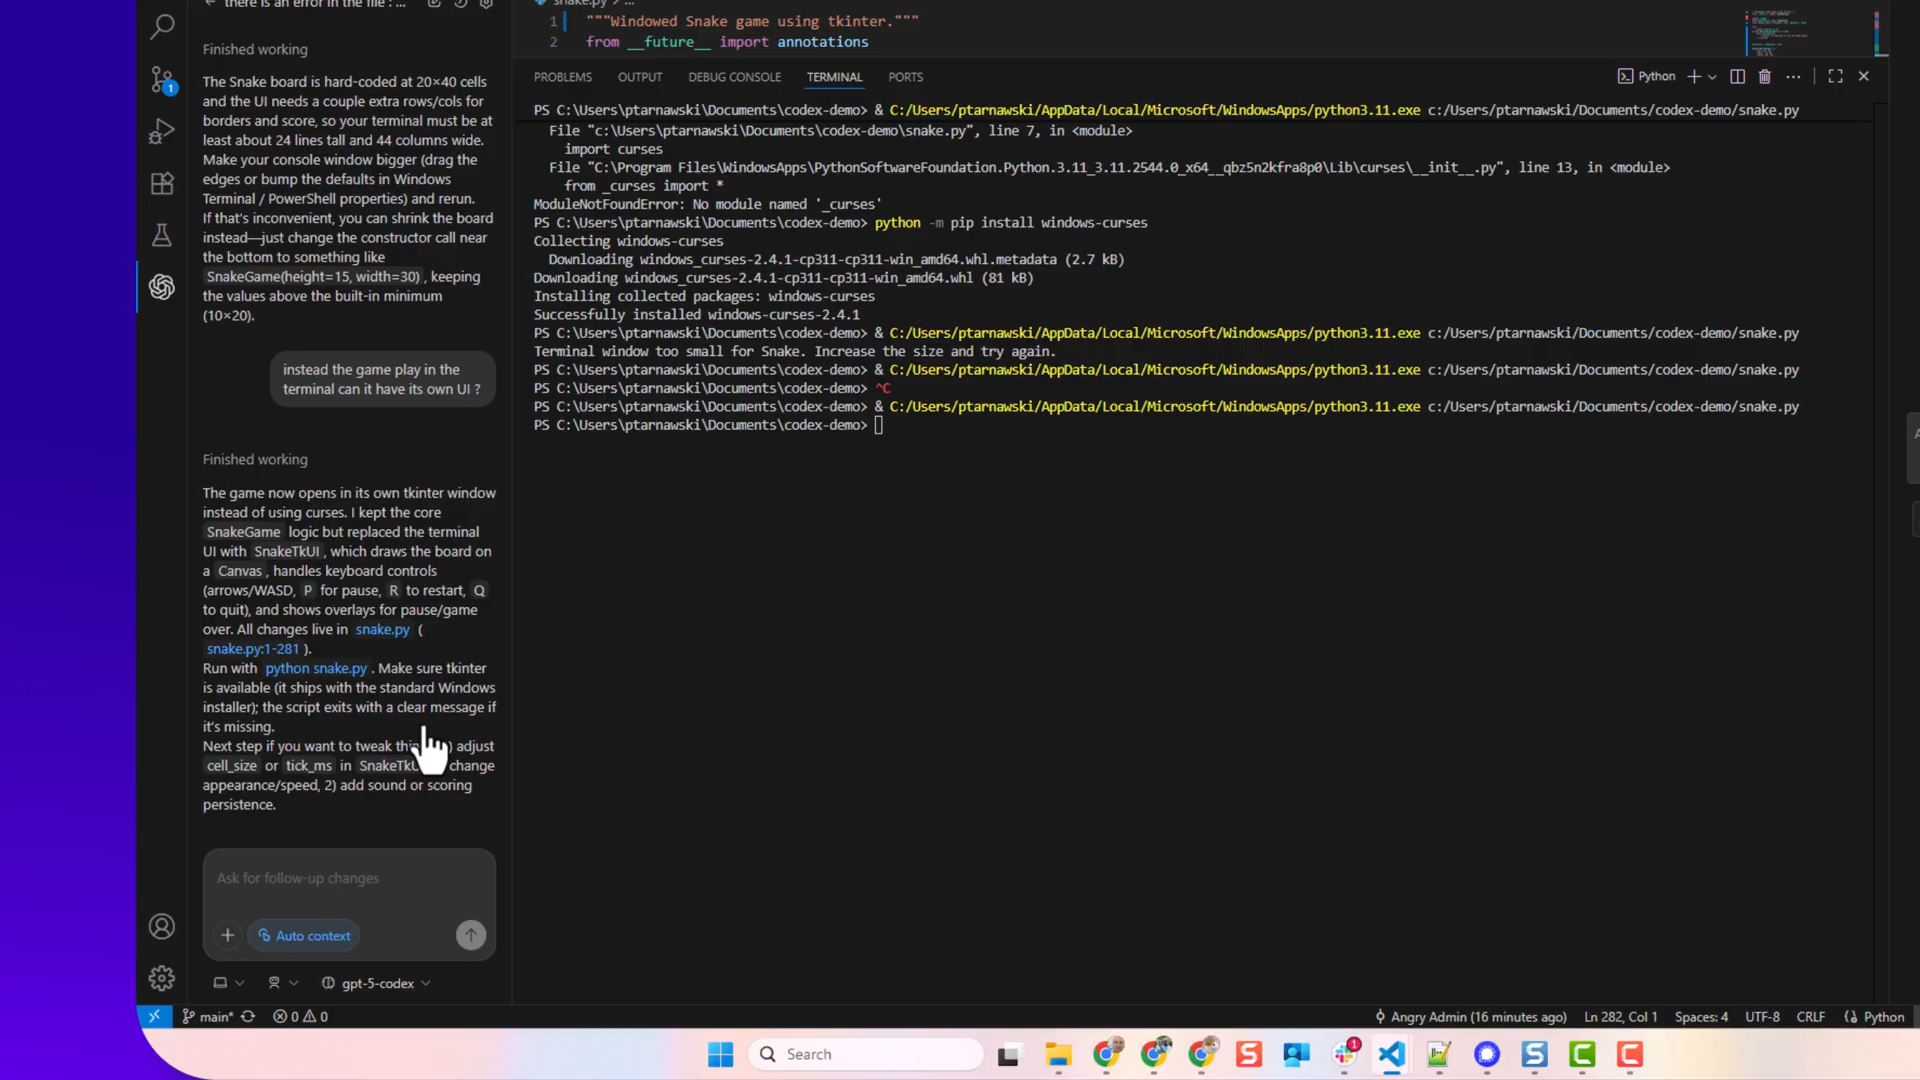 there is an error in the file : ...
Finished working
The Snake board is hard-coded at 20×40 cells
and the UI needs a couple extra rows/cols for
borders and score, so your terminal must be at
least about 24 lines tall and 44 columns wide.
Make your console window bigger (drag the
edges or bump the defaults in Windows
Terminal / PowerShell properties) and rerun.
If that's inconvenient, you can shrink the board
instead—just change the constructor call near
the bottom to something like
SnakeGame(height=15, width=30) , keeping
the values above the built-in minimum
(10×20).
instead the game play in the
terminal can it have its own UI ?
Finished working
The game now opens in its own tkinter window
instead of using curses. I kept the core
SnakeGame logic but replaced the terminal
UI with SnakeTkUI , which draws the board on
a Canvas , handles keyboard controls
(arrows/WASD, P for pause, R to restart, Q
to quit), and shows overlays for pause/game
over. All changes live in snake.py (
snake.py:1-281 ).
Run with python snake.py . Make sure tkinter
is available (it ships with the standard Windows
installer); the script exits with a clear message if
it's missing.
Next step if you want to tweak ) adjust
cell_size or tick_ms in change
appearance/speed, 2) add sound or scoring
persistence.
Ask for follow-up changes
Auto context
gpt-5-codex
snake.py > ...
1 """Windowed Snake game using tkinter."""
2 from __future__ import annotations
PROBLEMS OUTPUT DEBUG CONSOLE TERMINAL PORTS
Python
PS C:\Users\ptarnawski\Documents\codex-demo> & C:/Users/ptarnawski/AppData/Local/Microsoft/WindowsApps/python3.11.exe c:/Users/ptarnawski/Documents/codex-demo/snake.py
File "c:\Users\ptarnawski\Documents\codex-demo\snake.py", line 7, in <module>
import curses
File "C:\Program Files\WindowsApps\PythonSoftwareFoundation.Python.3.11_3.11.2544.0_x64__qbz5n2kfra8p0\Lib\curses\__init__.py", line 13, in <module>
from _curses import *
ModuleNotFoundError: No module named '_curses'
PS C:\Users\ptarnawski\Documents\codex-demo> python -m pip install windows-curses
Collecting windows-curses
Downloading windows_curses-2.4.1-cp311-cp311-win_amd64.whl.metadata (2.7 kB)
Downloading windows_curses-2.4.1-cp311-cp311-win_amd64.whl (81 kB)
Installing collected packages: windows-curses
Successfully installed windows-curses-2.4.1
PS C:\Users\ptarnawski\Documents\codex-demo> & C:/Users/ptarnawski/AppData/Local/Microsoft/WindowsApps/python3.11.exe c:/Users/ptarnawski/Documents/codex-demo/snake.py
Terminal window too small for Snake. Increase the size and try again.
PS C:\Users\ptarnawski\Documents\codex-demo> & C:/Users/ptarnawski/AppData/Local/Microsoft/WindowsApps/python3.11.exe c:/Users/ptarnawski/Documents/codex-demo/snake.py
PS C:\Users\ptarnawski\Documents\codex-demo> ^C
PS C:\Users\ptarnawski\Documents\codex-demo> & C:/Users/ptarnawski/AppData/Local/Microsoft/WindowsApps/python3.11.exe c:/Users/ptarnawski/Documents/codex-demo/snake.py
PS C:\Users\ptarnawski\Documents\codex-demo>
main* 0 0
Angry Admin (16 minutes ago) Ln 282, Col 1 Spaces: 4 UTF-8 CRLF Python
Search